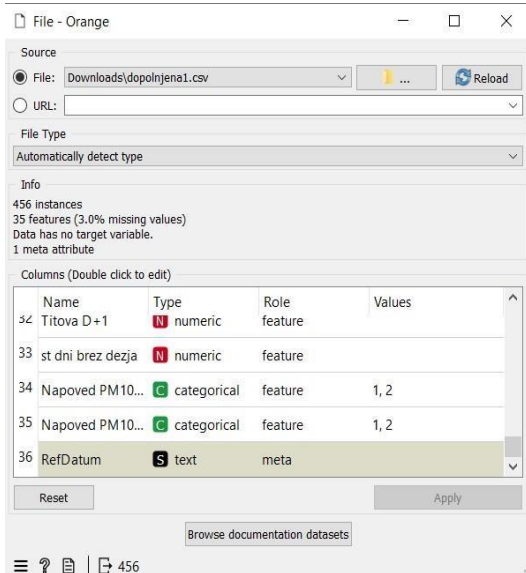 File - Orange
Source
File: Downloads\dopolnjena1.csv ... Reload
URL:
File Type
Automatically detect type
Info
456 instances
35 features (3.0% missing values)
Data has no target variable.
1 meta attribute
Columns (Double click to edit)
Name Type Role Values
32 Titova D+1 N numeric feature
33 st dni brez dezja N numeric feature
34 Napoved PM10... C categorical feature 1, 2
35 Napoved PM10... C categorical feature 1, 2
36 RefDatum S text meta
Reset Apply
Browse documentation datasets
? 456